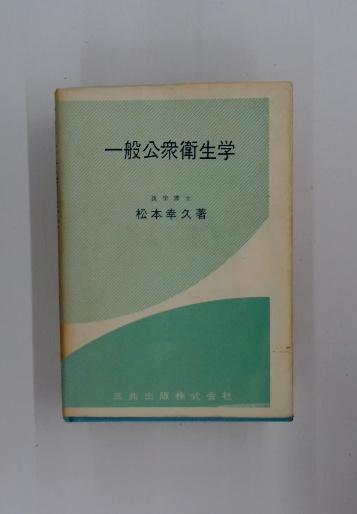 一般公衆衛生学
医学博士
松本幸久著
三共出版株式会社